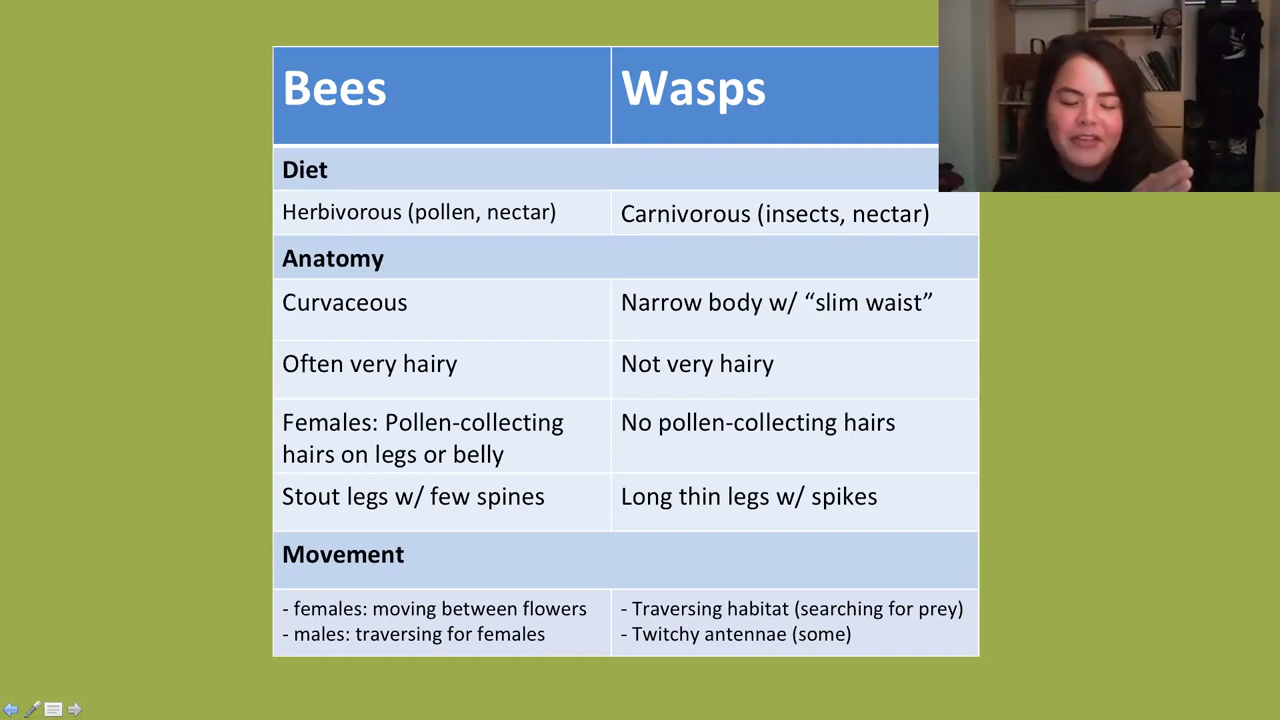 Bees
Wasps
Diet
Herbivorous (pollen, nectar)
Carnivorous (insects, nectar)
Anatomy
Curvaceous
Narrow body w/ “slim waist”
Often very hairy
Not very hairy
Females: Pollen-collecting
hairs on legs or belly
No pollen-collecting hairs
Stout legs w/ few spines
Long thin legs w/ spikes
Movement
- females: moving between flowers
- males: traversing for females
- Traversing habitat (searching for prey)
- Twitchy antennae (some)